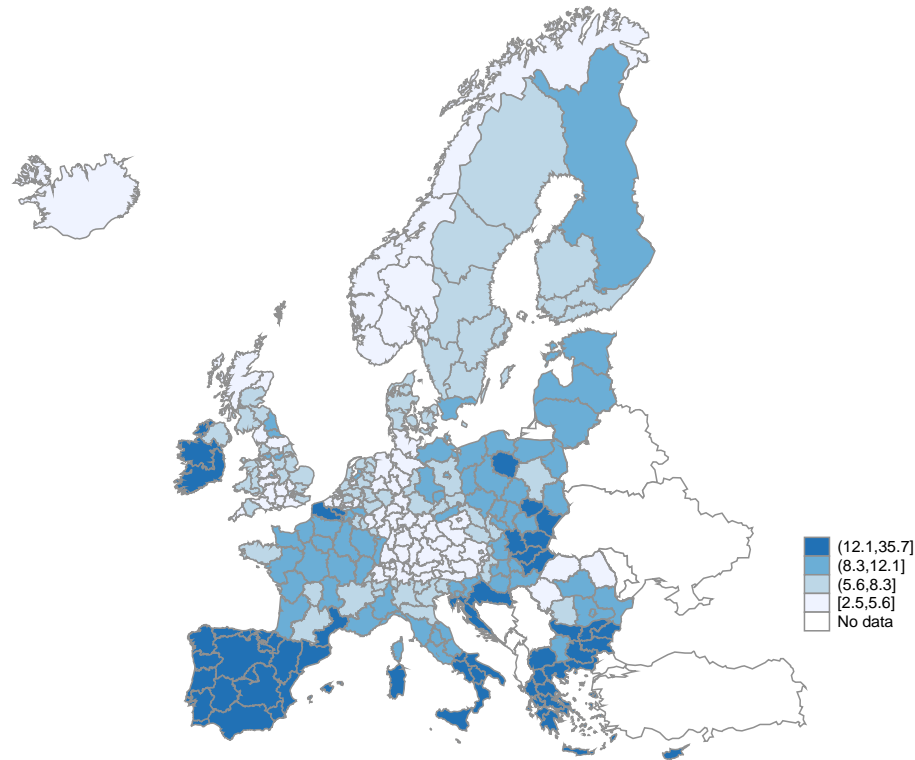 (12.1,35.7]
(8.3,12.1]
(5.6,8.3]
[2.5,5.6]
No data